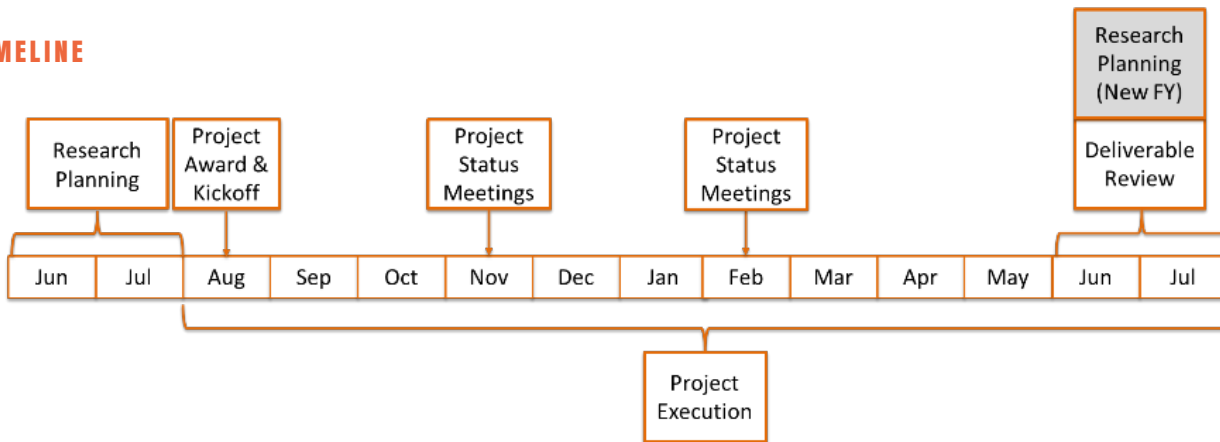 MELINE
Research
Planning
(New FY)
Research
Planning
Project
Award &
Kickoff
Project
Status
Meetings
Project
Status
Meetings
Deliverable
Review
Jun Jul Aug Sep Oct Nov Dec Jan Feb Mar Apr May Jun Jul
Project
Execution